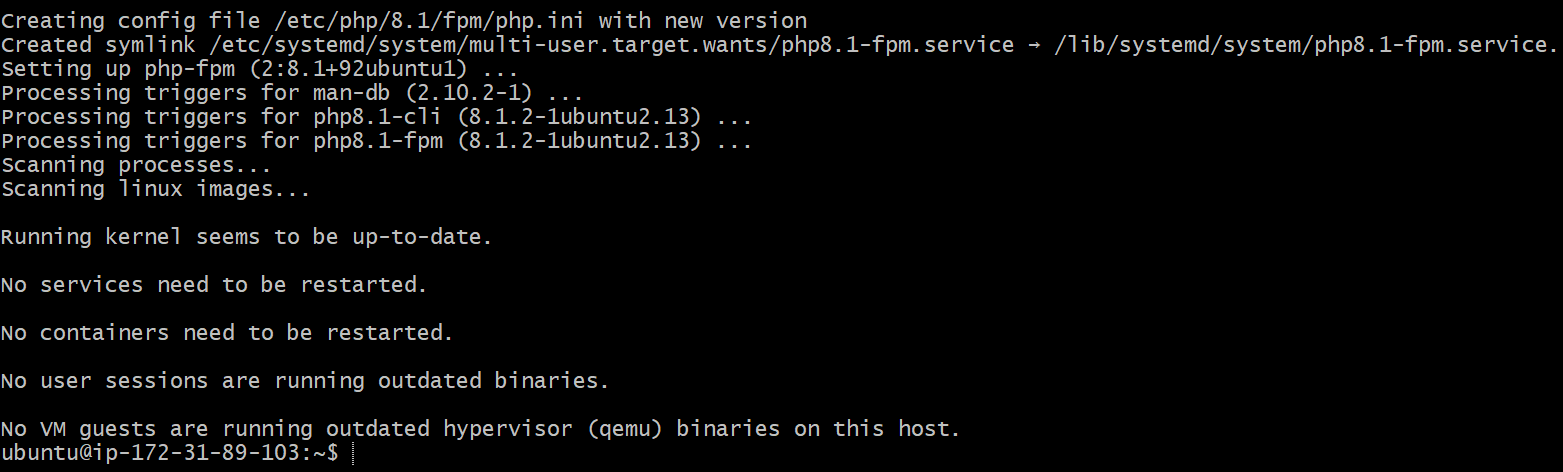 Creating config file /etc/php/8.1/fpm/php.ini with new version
Created symlink /etc/systemd/system/multi-user.target.wants/php8.1-fpm.service → /lib/systemd/system/php8.1-fpm.service.
Setting up php-fpm (2:8.1+92ubuntu1) ...
Processing triggers for man-db (2.10.2-1) ...
Processing triggers for php8.1-cli (8.1.2-1ubuntu2.13) ...
Processing triggers for php8.1-fpm (8.1.2-1ubuntu2.13) ...
Scanning processes...
Scanning linux images...
Running kernel seems to be up-to-date.
No services need to be restarted.
No containers need to be restarted.
No user sessions are running outdated binaries.
No VM guests are running outdated hypervisor (qemu) binaries on this host.
ubuntu@ip-172-31-89-103:~$